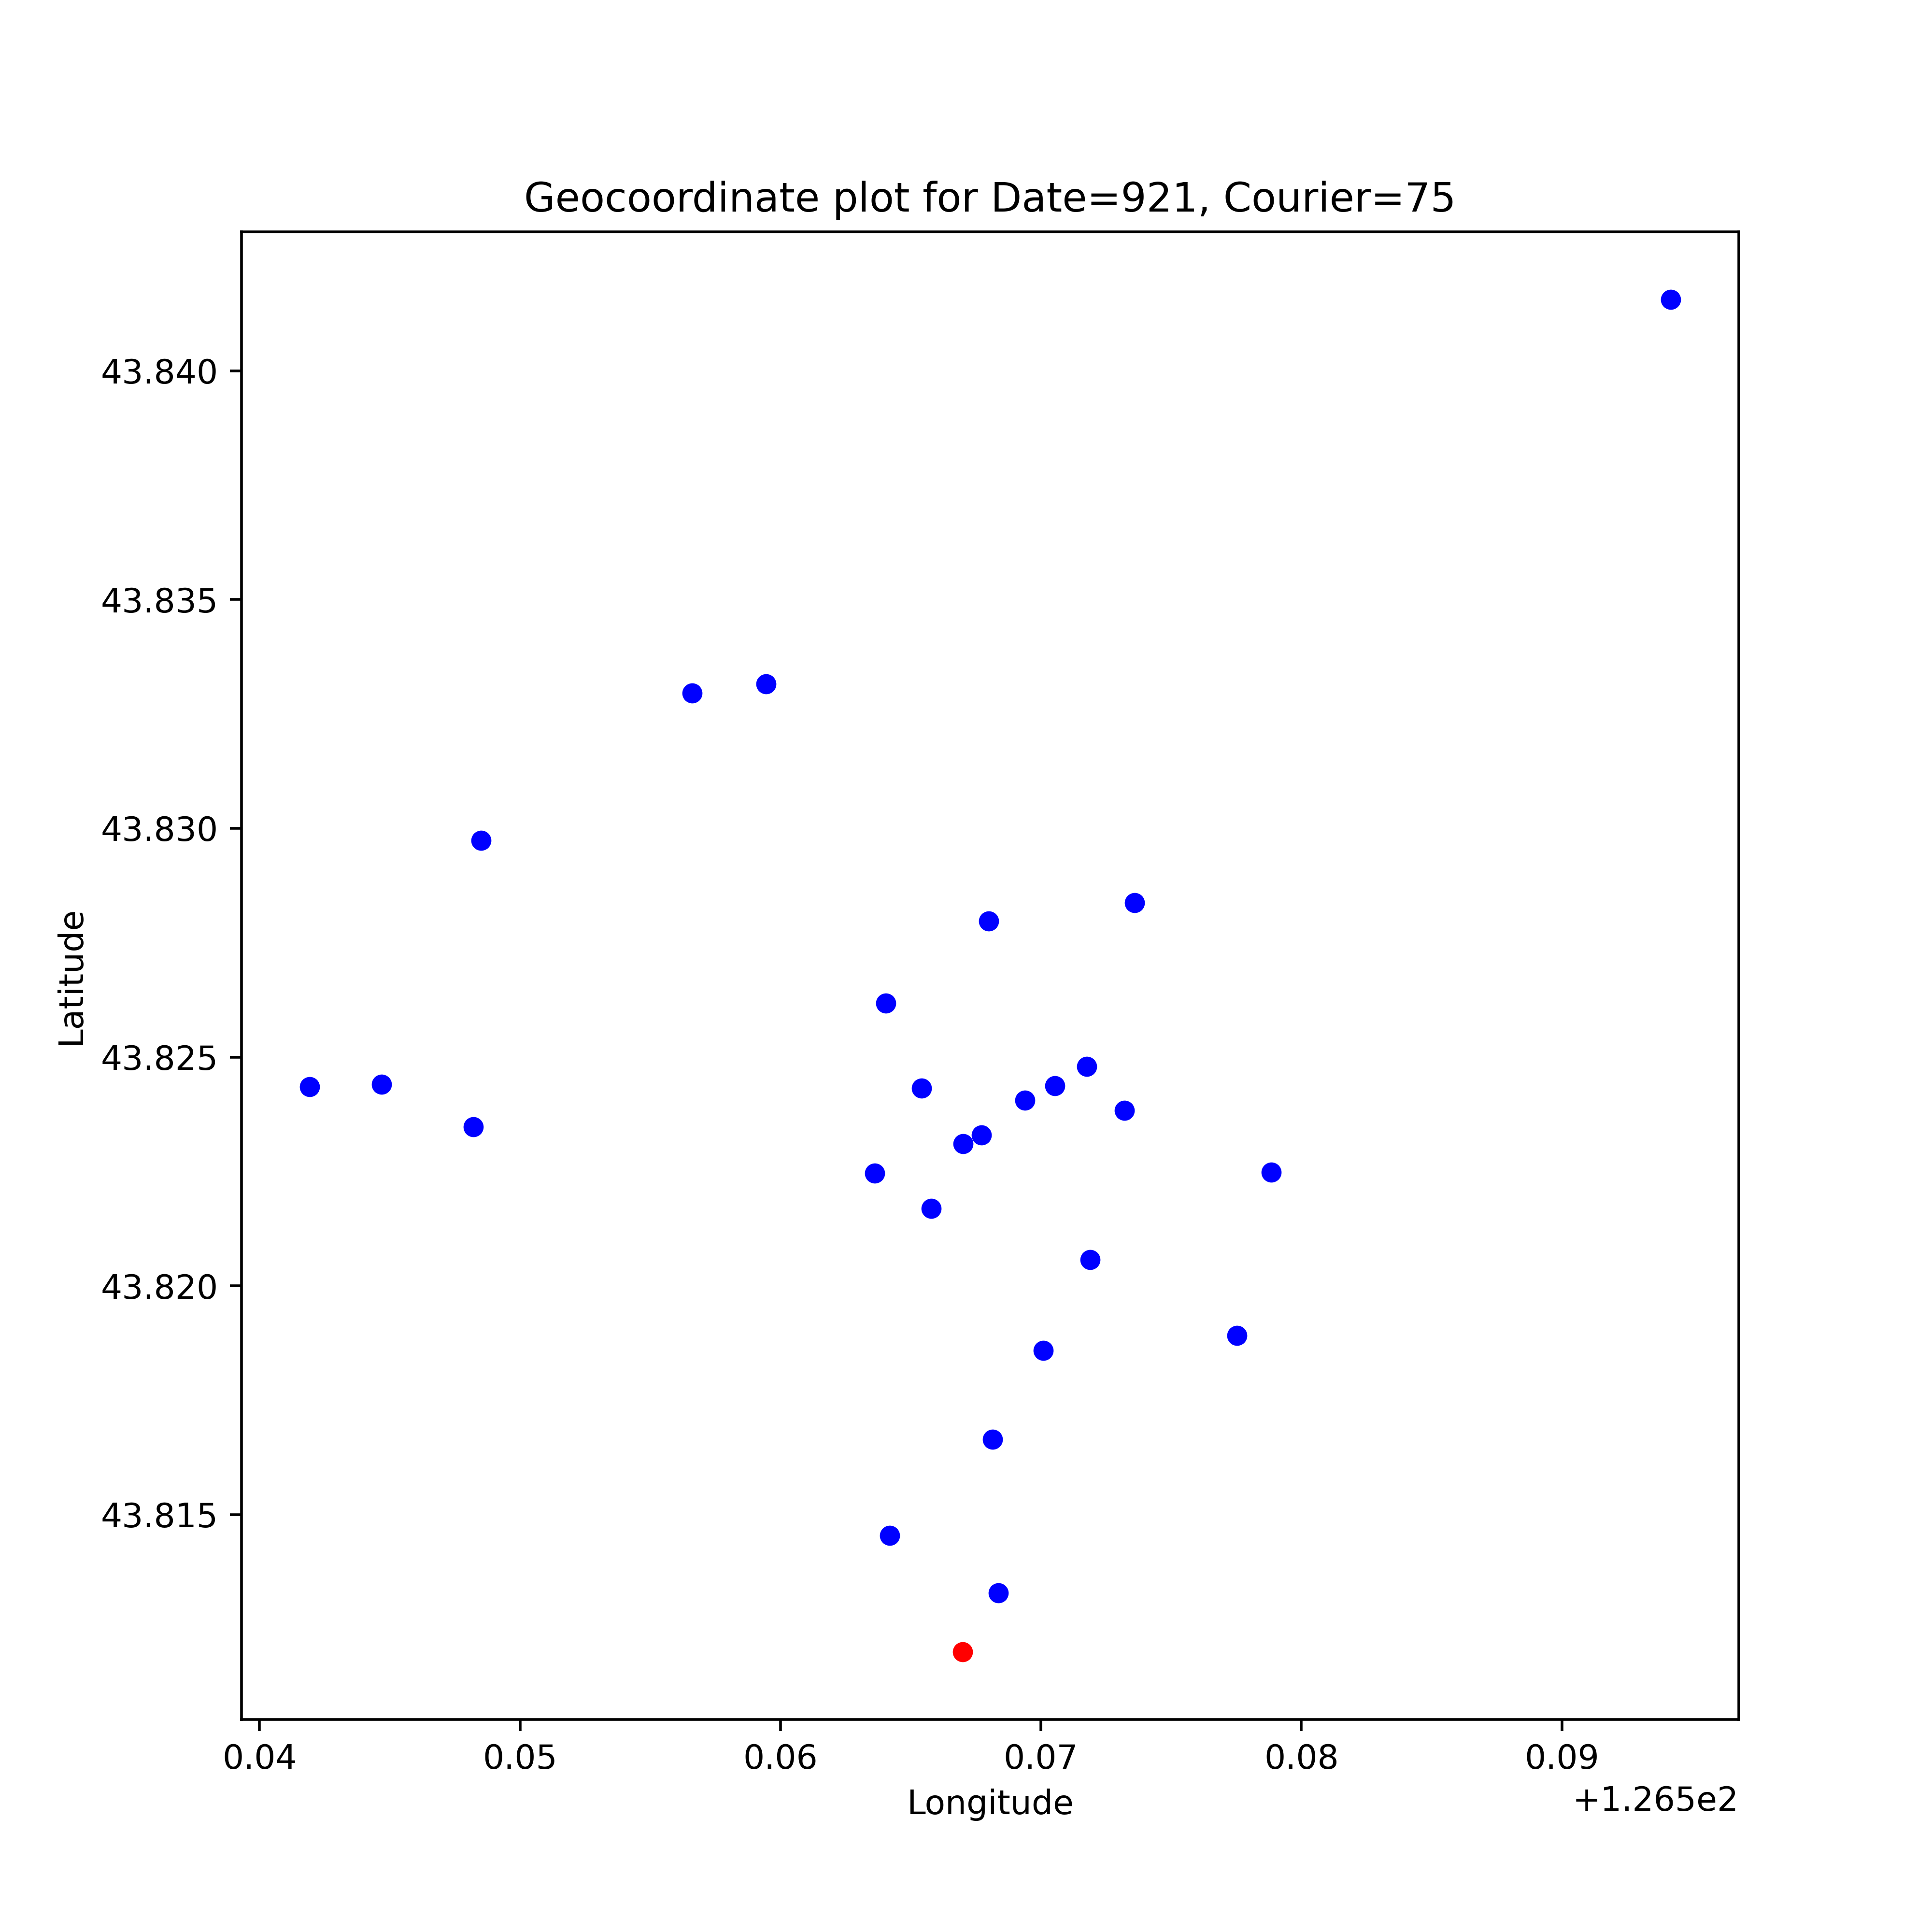 Geocoordinate plot for Date=921, Courier=75
43.840
43.835
43.830
43.825
43.820
43.815
Latitude
0.04 0.05 0.06 0.07 0.08 0.09
Longitude
+1.265e2